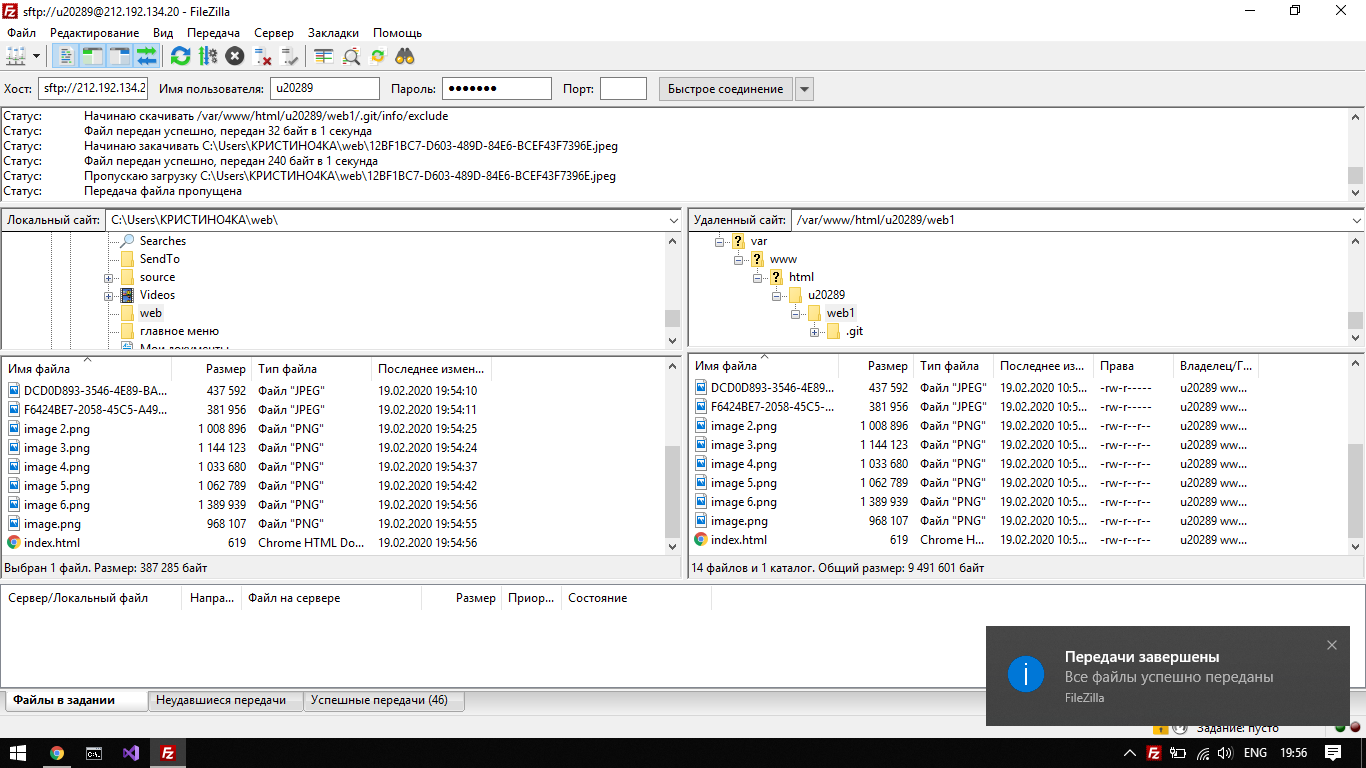 sftp://u20289@212.192.134.20 - FileZilla
Файл Редактирование Вид Передача Сервер Закладки Помощь
Хост: sftp://212.192.134.2 Имя пользователя: u20289 Пароль: ●●●●●●● Порт: Быстрое соединение
Статус: Начинаю скачивать /var/www/html/u20289/web1/.git/info/exclude
Статус: Файл передан успешно, передан 32 байт в 1 секунда
Статус: Начинаю закачивать C:\Users\КРИСТИНО4КА\web\12BF1BC7-D603-489D-84E6-BCEF43F7396E.jpeg
Статус: Файл передан успешно, передан 240 байт в 1 секунда
Статус: Пропускаю загрузку C:\Users\КРИСТИНО4КА\web\12BF1BC7-D603-489D-84E6-BCEF43F7396E.jpeg
Статус: Передача файла пропущена
Локальный сайт: C:\Users\КРИСТИНО4КА\web\
Searches
SendTo
source
Videos
web
главное меню
Мои документы
Имя файла Размер Тип файла Последнее измен...
DCD0D893-3546-4E89-BA... 437 592 Файл "JPEG" 19.02.2020 19:54:10
F6424BE7-2058-45C5-A49... 381 956 Файл "JPEG" 19.02.2020 19:54:11
image 2.png 1 008 896 Файл "PNG" 19.02.2020 19:54:25
image 3.png 1 144 123 Файл "PNG" 19.02.2020 19:54:24
image 4.png 1 033 680 Файл "PNG" 19.02.2020 19:54:37
image 5.png 1 062 789 Файл "PNG" 19.02.2020 19:54:42
image 6.png 1 389 939 Файл "PNG" 19.02.2020 19:54:56
image.png 968 107 Файл "PNG" 19.02.2020 19:54:55
index.html 619 Chrome HTML Do... 19.02.2020 19:54:56
Выбран 1 файл. Размер: 387 285 байт
Удаленный сайт: /var/www/html/u20289/web1
var
www
html
u20289
web1
.git
Имя файла Размер Тип файла Последнее из... Права Владелец/Г...
DCD0D893-3546-4E89... 437 592 Файл "JPEG" 19.02.2020 10:5... -rw-r----- u20289 ww...
F6424BE7-2058-45C5-... 381 956 Файл "JPEG" 19.02.2020 10:5... -rw-r----- u20289 ww...
image 2.png 1 008 896 Файл "PNG" 19.02.2020 10:5... -rw-r--r-- u20289 ww...
image 3.png 1 144 123 Файл "PNG" 19.02.2020 10:5... -rw-r--r-- u20289 ww...
image 4.png 1 033 680 Файл "PNG" 19.02.2020 10:5... -rw-r--r-- u20289 ww...
image 5.png 1 062 789 Файл "PNG" 19.02.2020 10:5... -rw-r--r-- u20289 ww...
image 6.png 1 389 939 Файл "PNG" 19.02.2020 10:5... -rw-r--r-- u20289 ww...
image.png 968 107 Файл "PNG" 19.02.2020 10:5... -rw-r--r-- u20289 ww...
index.html 619 Chrome H... 19.02.2020 10:5... -rw-r--r-- u20289 ww...
14 файлов и 1 каталог. Общий размер: 9 491 601 байт
Сервер/Локальный файл Напра... Файл на сервере Размер Приор... Состояние
Передачи завершены
Все файлы успешно переданы
FileZilla
Файлы в задании Неудавшиеся передачи Успешные передачи (46)
Задание: пусто
ENG 19:56